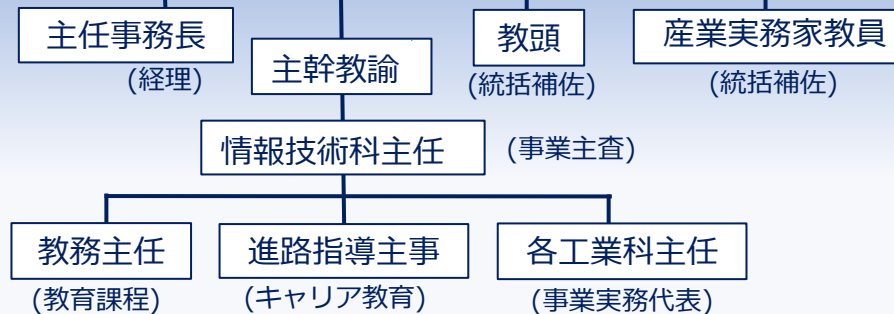 主任事務長
(経理)
主幹教諭
教頭
(統括補佐)
産業実務家教員
(統括補佐)
情報技術科主任
(事業主査)
教務主任
(教育課程)
進路指導主事
(キャリア教育)
各工業科主任
(事業実務代表)